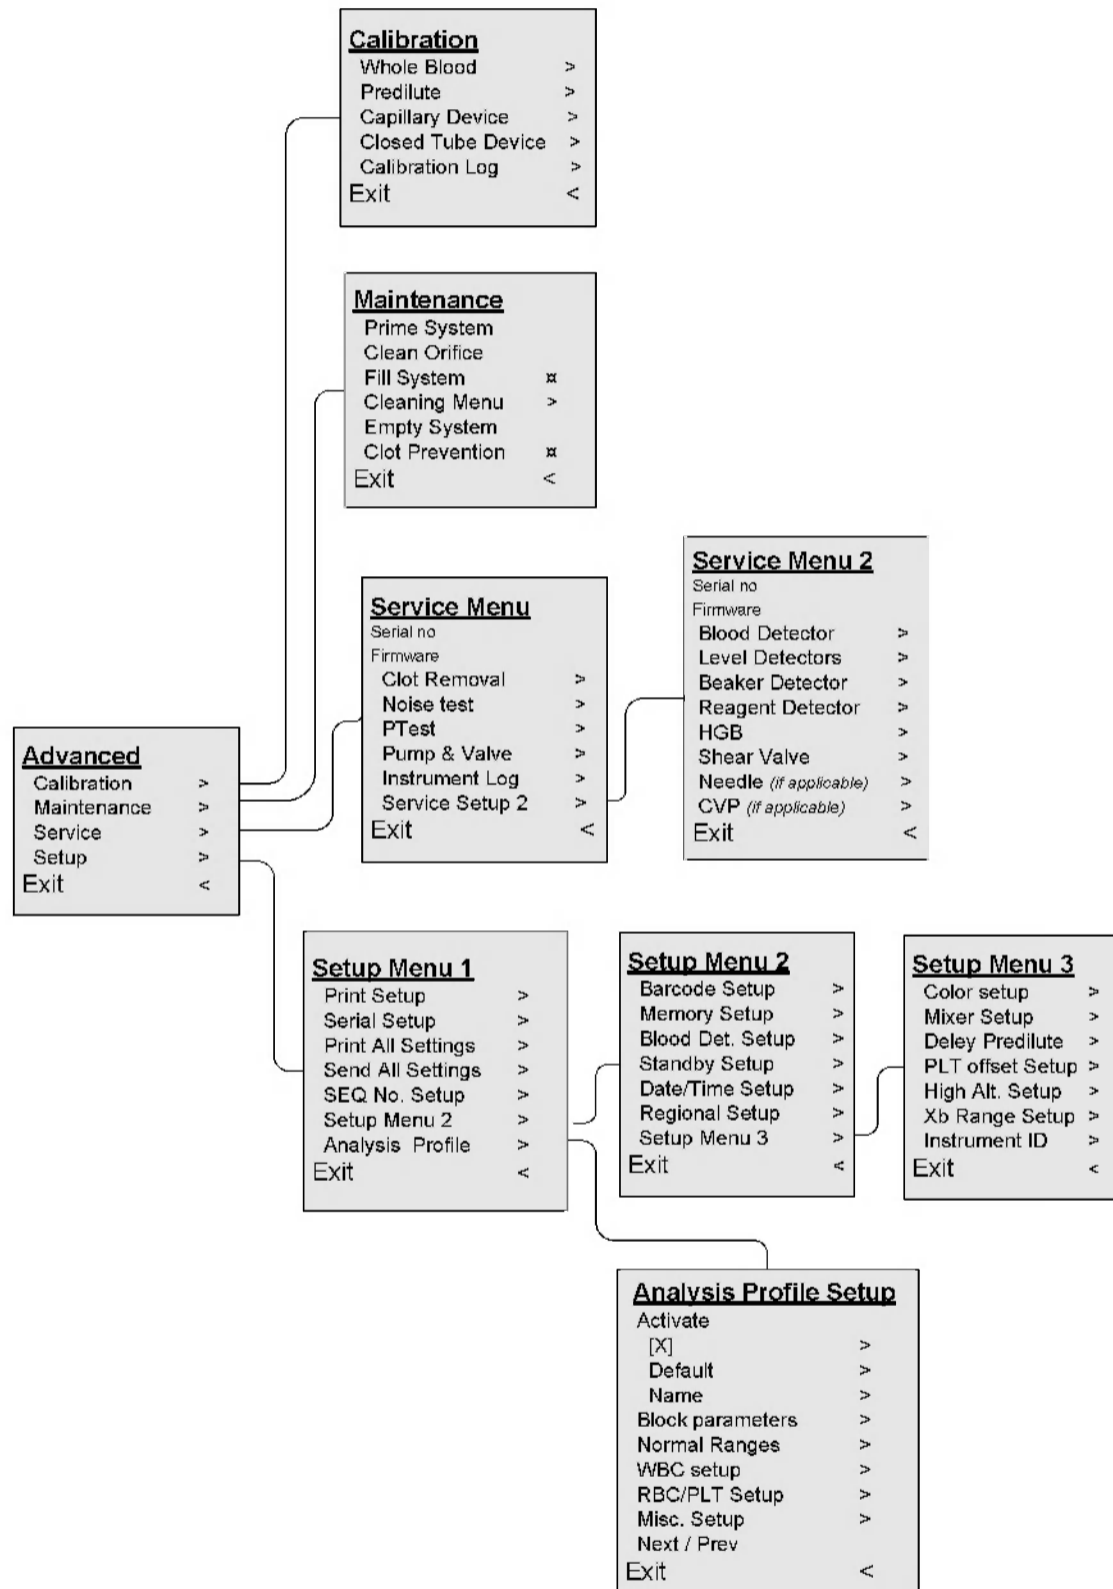 Calibration
Whole Blood >
Predilute >
Capillary Device >
Closed Tube Device >
Calibration Log >
Exit <
Maintenance
Prime System
Clean Orifice
Fill System ¤
Cleaning Menu >
Empty System
Clot Prevention ¤
Exit <
Service Menu
Serial no
Firmware
Clot Removal >
Noise test >
PTest >
Pump & Valve >
Instrument Log >
Service Setup 2 >
Exit <
Service Menu 2
Serial no
Firmware
Blood Detector >
Level Detectors >
Beaker Detector >
Reagent Detector >
HGB >
Shear Valve >
Needle (if applicable) >
CVP (if applicable) >
Exit <
Advanced
Calibration >
Maintenance >
Service >
Setup >
Exit <
Setup Menu 1
Print Setup >
Serial Setup >
Print All Settings >
Send All Settings >
SEQ No. Setup >
Setup Menu 2 >
Analysis Profile >
Exit <
Setup Menu 2
Barcode Setup >
Memory Setup >
Blood Det. Setup >
Standby Setup >
Date/Time Setup >
Regional Setup >
Setup Menu 3 >
Exit <
Setup Menu 3
Color setup >
Mixer Setup >
Deley Predilute >
PLT offset Setup >
High Alt. Setup >
Xb Range Setup >
Instrument ID >
Exit <
Analysis Profile Setup
Activate
[X] >
Default >
Name >
Block parameters >
Normal Ranges >
WBC setup >
RBC/PLT Setup >
Misc. Setup >
Next / Prev
Exit <